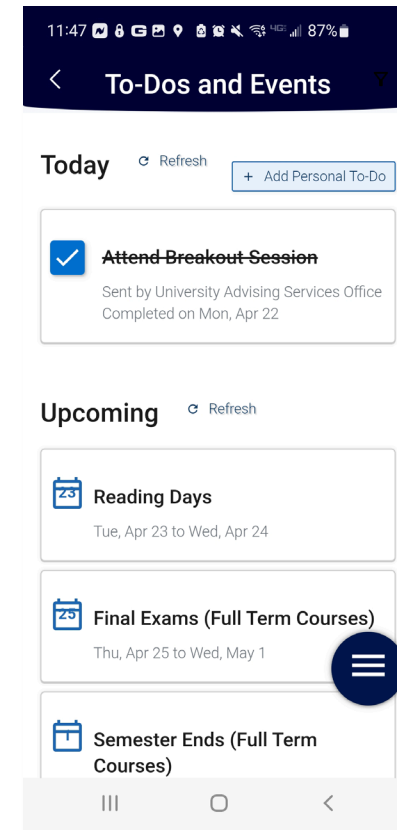 11:47 4G 87%
To-Dos and Events
Today Refresh
+ Add Personal To-Do
Attend Breakout Session
Sent by University Advising Services Office
Completed on Mon, Apr 22
Upcoming Refresh
23 Reading Days
Tue, Apr 23 to Wed, Apr 24
25 Final Exams (Full Term Courses)
Thu, Apr 25 to Wed, May 1
1 Semester Ends (Full Term
Courses)